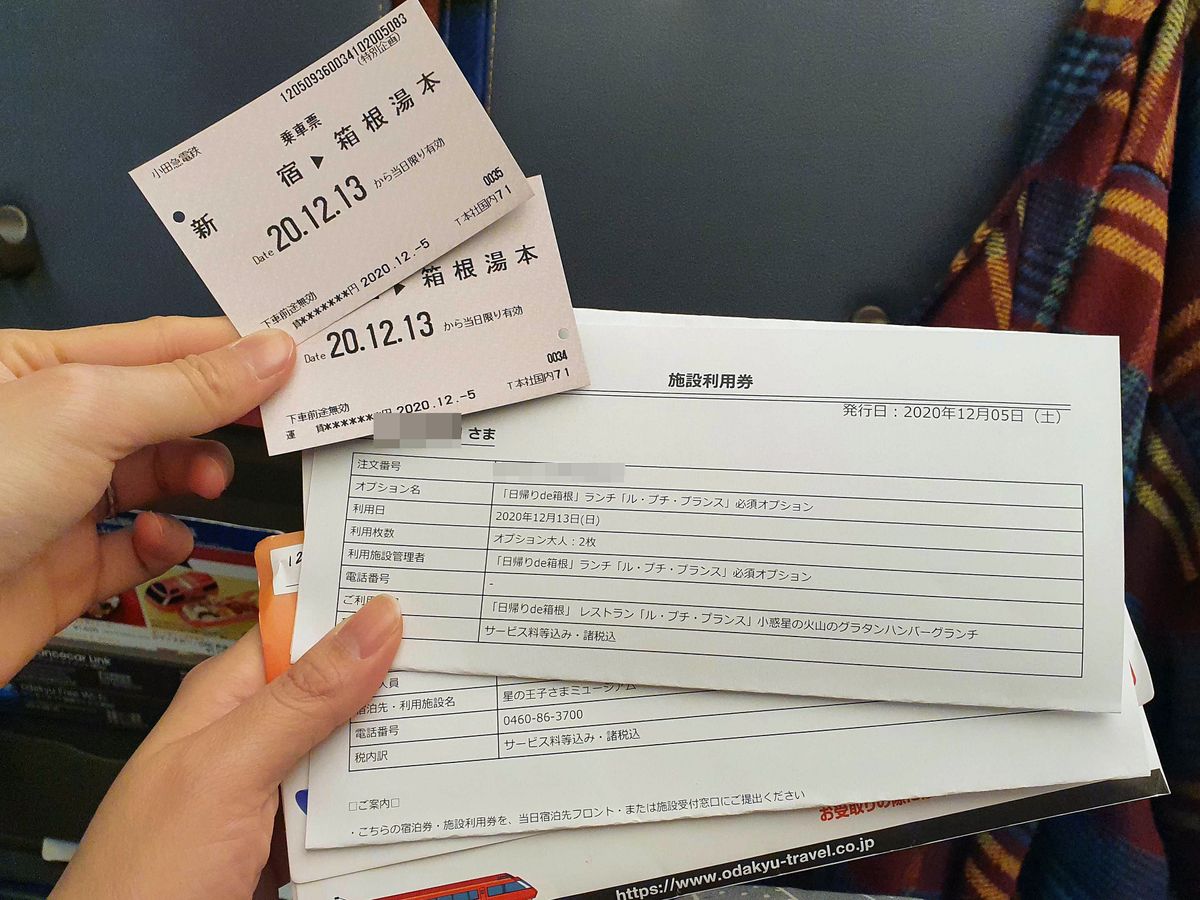 120509360034102005083
(特別企画)
小田急電鉄
乗車票
新 宿 ▶ 箱 根 湯 本
Date 20.12.13 から当日限り有効
0035
下車前途無効
T本社国内71
賃*******円 2020.12.-5
▶ 箱 根 湯 本
Date 20.12.13 から当日限り有効
0034
下車前途無効
T本社国内71
運 賃*******円 2020.12.-5
施設利用券
発行日：2020年12月05日（土）
さま
注文番号
オプション名 「日帰りde箱根」ランチ「ル・プチ・プランス」必須オプション
利用日 2020年12月13日(日)
利用枚数 オプション大人：2枚
利用施設管理者 「日帰りde箱根」ランチ「ル・プチ・プランス」必須オプション
電話番号 -
ご利用 「日帰りde箱根」 レストラン「ル・プチ・プランス」小惑星の火山のグラタンハンバーグランチ
サービス料等込み・諸税込
人員
宿泊先・利用施設名 星の王子さまミュージアム
電話番号 0460-86-3700
税内訳 サービス料等込み・諸税込
□ご案内□
・こちらの宿泊券・施設利用券を、当日宿泊先フロント・または施設受付窓口にご提出ください
お受取りの際に
https://www.odakyu-travel.co.jp
12